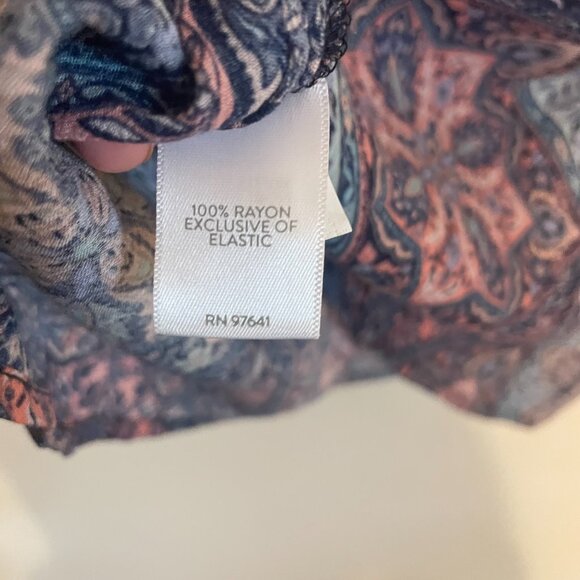 100% RAYON
EXCLUSIVE OF
ELASTIC
RN 97641